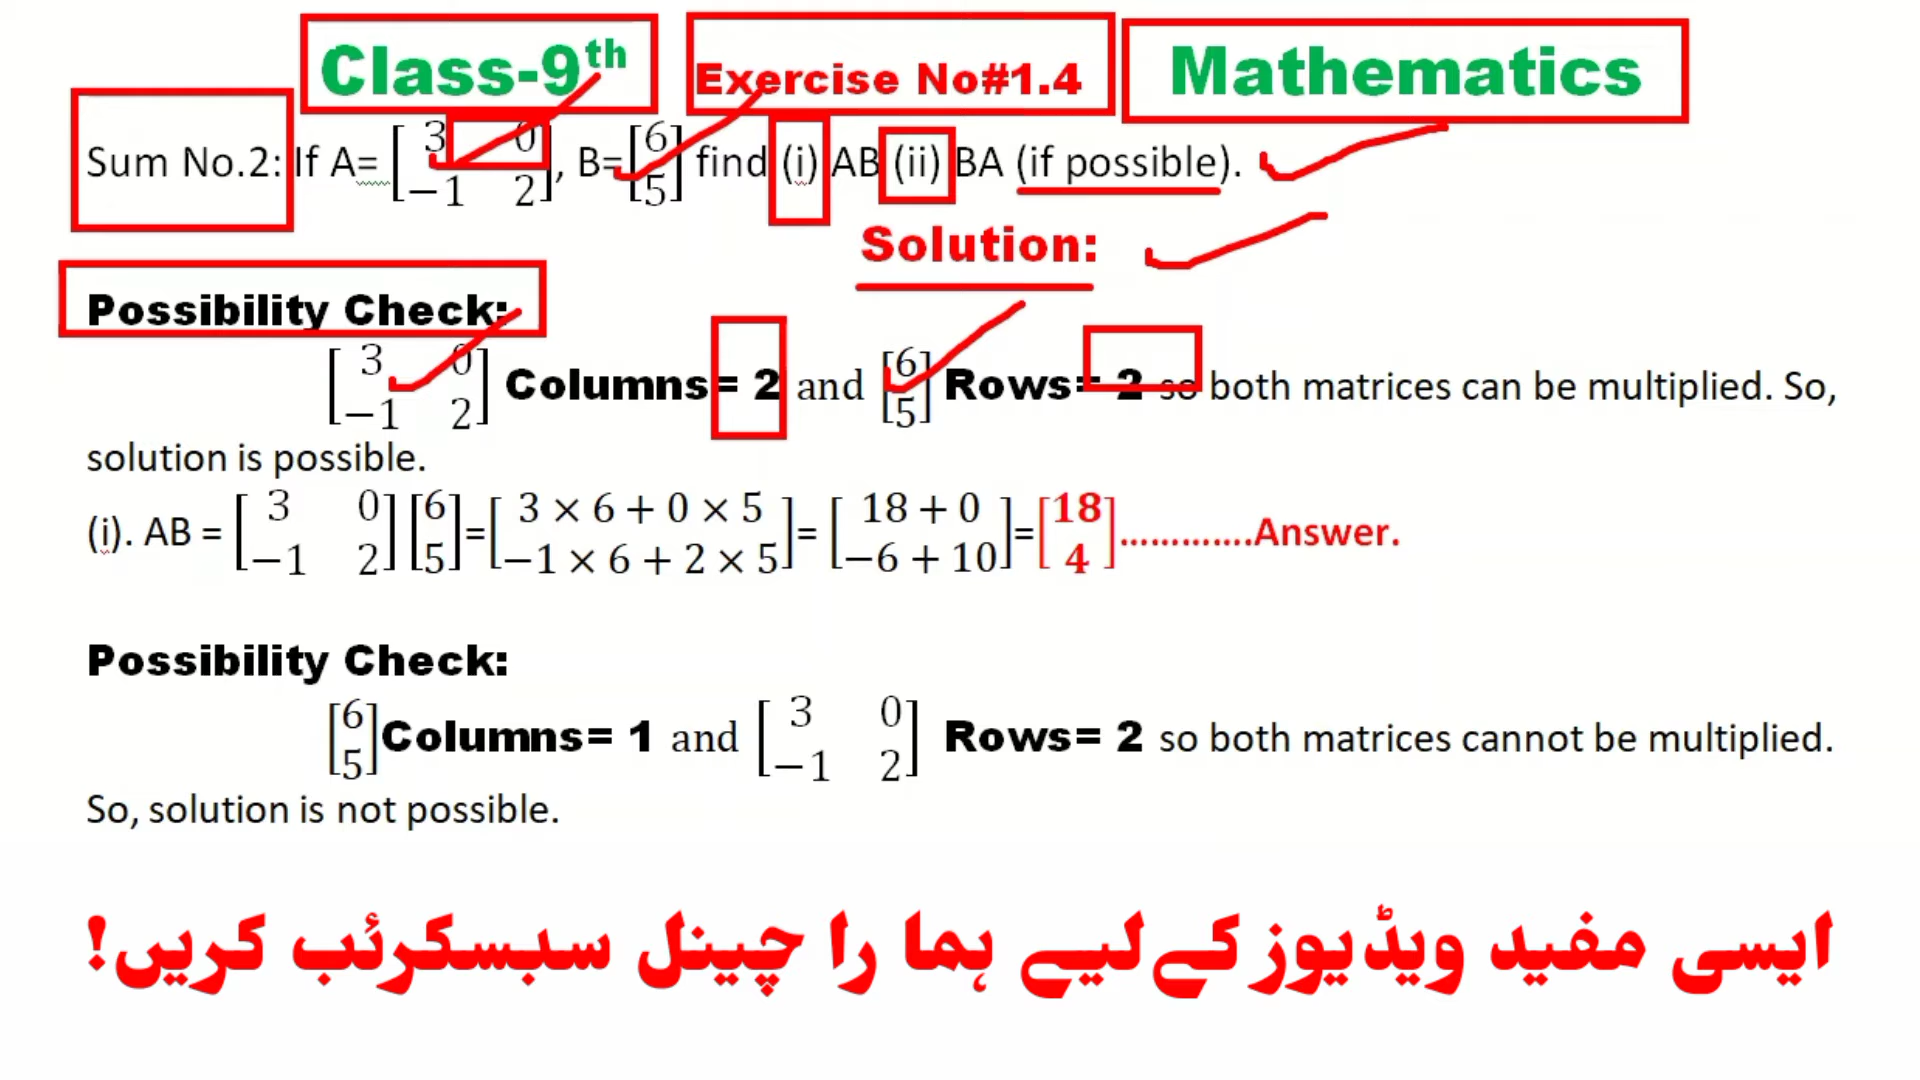 Class-9th Exercise No#1.4 Mathematics
Sum No.2: If A= [3 0; −1 2], B= [6; 5] find (i) AB (ii) BA (if possible).
Solution:
Possibility Check:
[3 0; −1 2] Columns= 2 and [6; 5] Rows= 2 so both matrices can be multiplied. So,
solution is possible.
(i). AB = [3 0; −1 2] [6; 5] = [3 × 6 + 0 × 5; −1 × 6 + 2 × 5] = [18 + 0; −6 + 10] = [18; 4].............Answer.
Possibility Check:
[6; 5] Columns= 1 and [3 0; −1 2] Rows= 2 so both matrices cannot be multiplied.
So, solution is not possible.
ایسی مفید ویڈیوز کےلیے ہما را چینل سبسکرئب کریں!